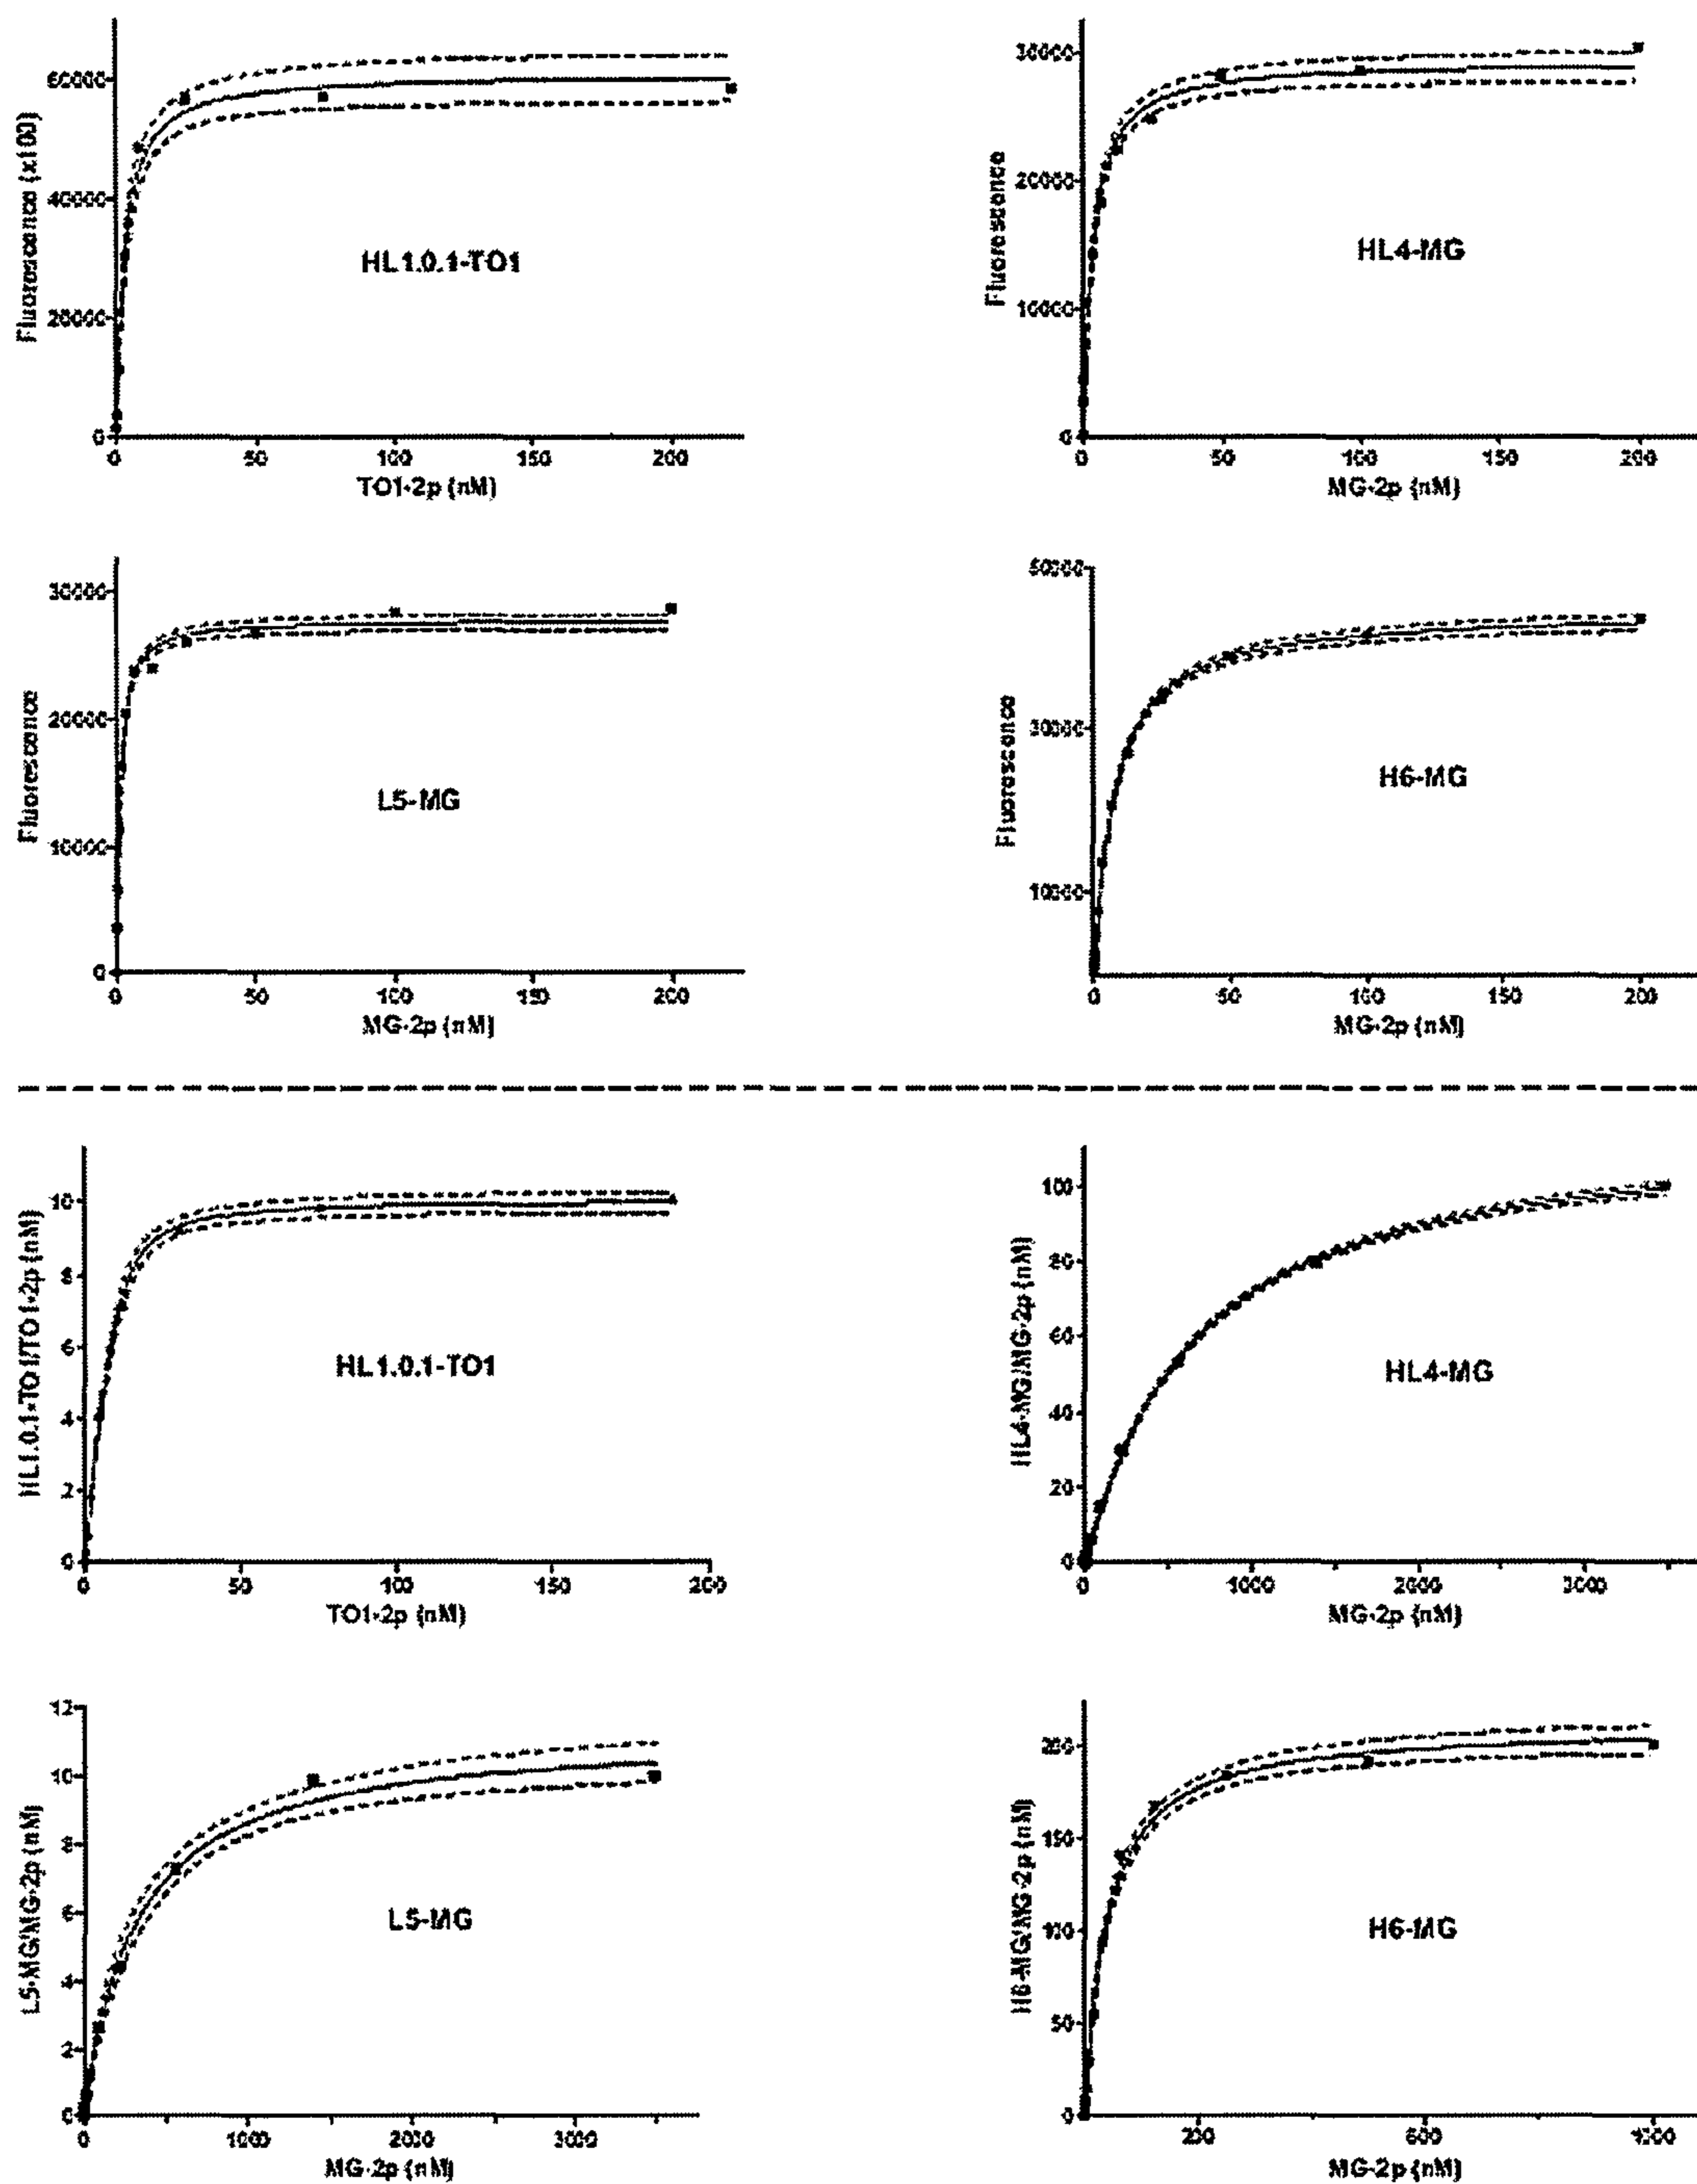 Fluorescence (x100)
60000
40000
20000
0
0 50 100 150 200
TO1-2p (nM)
HL1.0.1-TO1
Fluorescence
30000
20000
10000
0
0 50 100 150 200
MG-2p (nM)
HL4-MG
Fluorescence
30000
20000
10000
0
0 50 100 150 200
MG-2p (nM)
L5-MG
Fluorescence
50000
30000
10000
0 50 100 150 200
MG-2p (nM)
H6-MG
HL1.0.1-TO1/TO1-2p (nM)
10
8
6
4
2
0
0 50 100 150 200
TO1-2p (nM)
HL1.0.1-TO1
HL4-MG/MG-2p (nM)
100
80
60
40
20
0
0 1000 2000 3000
MG-2p (nM)
HL4-MG
L5-MG/MG-2p (nM)
12
10
8
6
4
2
0
0 1000 2000 3000
MG-2p (nM)
L5-MG
H6-MG/MG-2p (nM)
200
150
100
50
0
200 600 1000
MG-2p (nM)
H6-MG